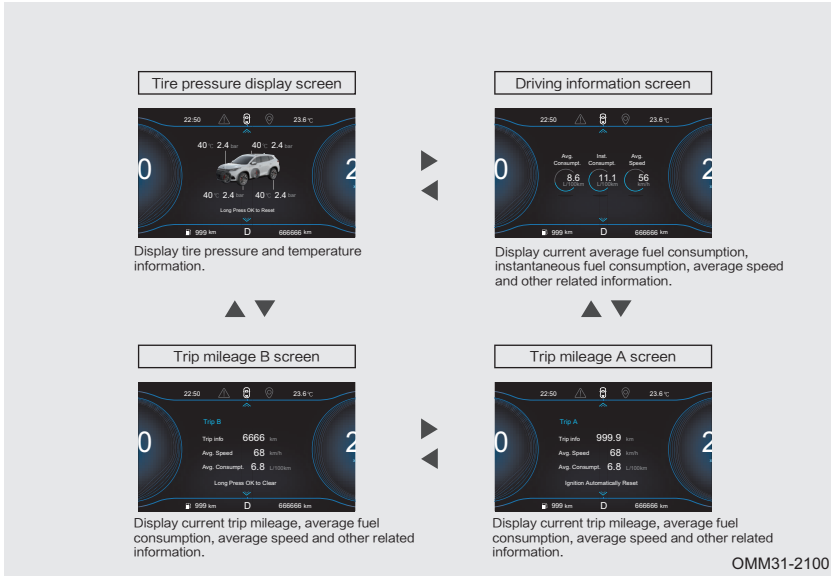 Tire pressure display screen
22:50 23.6 °C
40 °C 2.4 bar 40 °C 2.4 bar
0 2
40 °C 2.4 bar 40 °C 2.4 bar
Long Press OK to Reset
999 km D 666666 km
Display tire pressure and temperature
information.
Driving information screen
22:50 23.6 °C
Avg. Consumpt. Inst. Consumpt. Avg. Speed
0 2
8.6 11.1 56
L/100km L/100km km/h
999 km D 666666 km
Display current average fuel consumption,
instantaneous fuel consumption, average speed
and other related information.
Trip mileage B screen
22:50 23.6 °C
Trip B
0 2
Trip info 6666 km
Avg. Speed 68 km/h
Avg. Consumpt. 6.8 L/100km
Long Press OK to Clear
999 km D 666666 km
Display current trip mileage, average fuel
consumption, average speed and other related
information.
Trip mileage A screen
22:50 23.6 °C
Trip A
0 2
Trip info 999.9 km
Avg. Speed 68 km/h
Avg. Consumpt. 6.8 L/100km
Ignition Automatically Reset
999 km D 666666 km
Display current trip mileage, average fuel
consumption, average speed and other related
information.
OMM31-2100